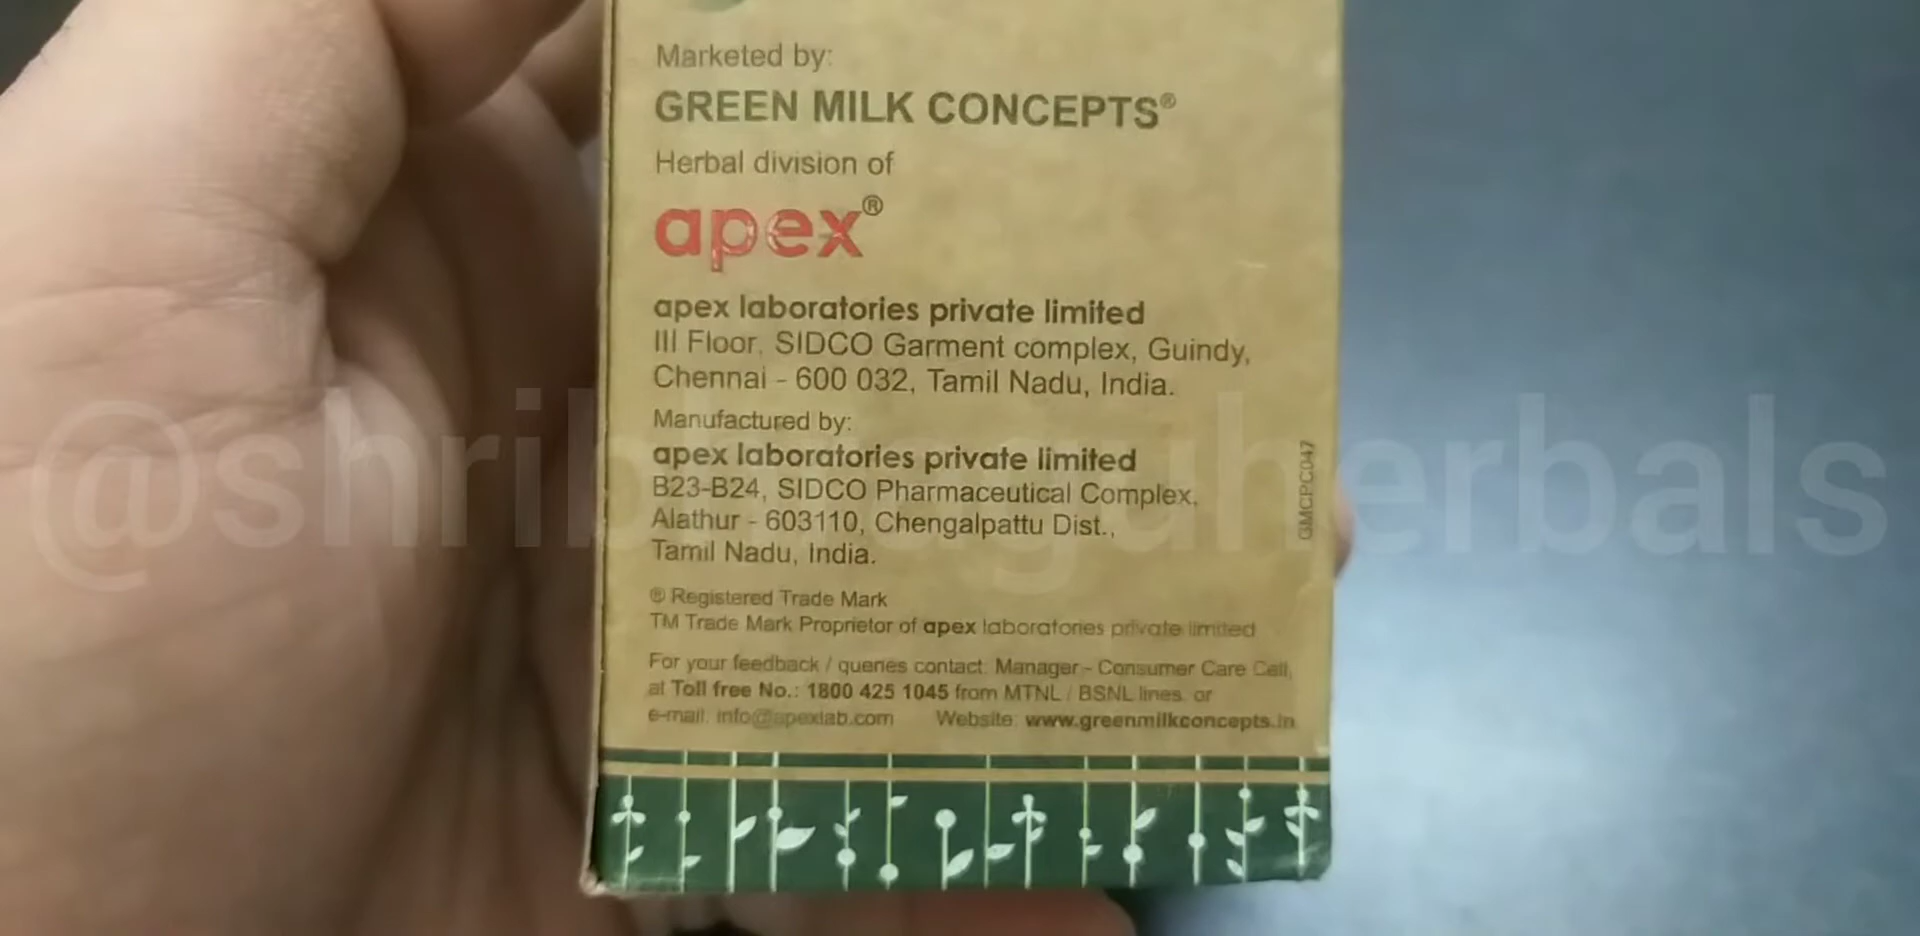 Marketed by:
GREEN MILK CONCEPTS®
Herbal division of
apex®
apex laboratories private limited
III Floor, SIDCO Garment complex, Guindy,
Chennai - 600 032, Tamil Nadu, India.
Manufactured by:
apex laboratories private limited
B23-B24, SIDCO Pharmaceutical Complex,
Alathur - 603110, Chengalpattu Dist.,
Tamil Nadu, India.
GMCPC047
® Registered Trade Mark
TM Trade Mark Proprietor of apex laboratories private limited
For your feedback / queries contact: Manager - Consumer Care Cell,
at Toll free No.: 1800 425 1045 from MTNL / BSNL lines. or
e-mail: info@apexlab.com Website: www.greenmilkconcepts.in